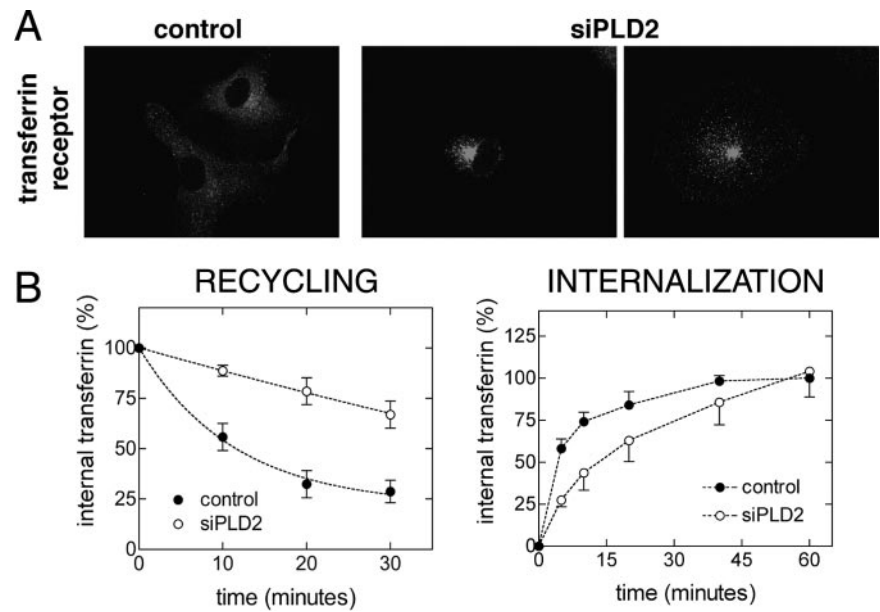 A
control
siPLD2
transferrin
receptor
B
RECYCLING
internal transferrin (%)
100
75
50
25
0
control
siPLD2
0
10
20
30
time (minutes)
INTERNALIZATION
internal transferrin (%)
125
100
75
50
25
0
control
siPLD2
0
15
30
45
60
time (minutes)